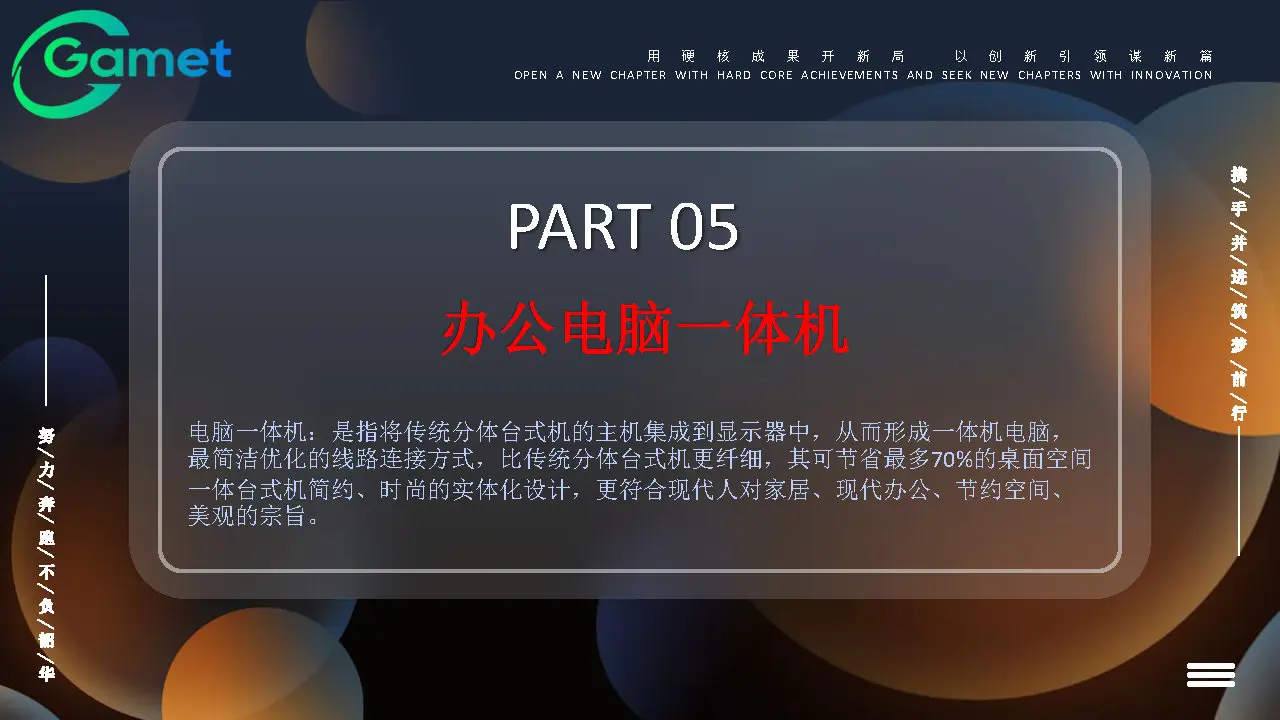 Gamet
用硬核成果开新局 以创新引领谋新篇
OPEN A NEW CHAPTER WITH HARD CORE ACHIEVEMENTS AND SEEK NEW CHAPTERS WITH INNOVATION
PART 05
办公电脑一体机
电脑一体机：是指将传统分体台式机的主机集成到显示器中，从而形成一体机电脑，
最简洁优化的线路连接方式，比传统分体台式机更纤细，其可节省最多70%的桌面空间
一体台式机简约、时尚的实体化设计，更符合现代人对家居、现代办公、节约空间、
美观的宗旨。
携/手/并/进/筑/梦/前/行
努/力/奔/跑/不/负/韶/华